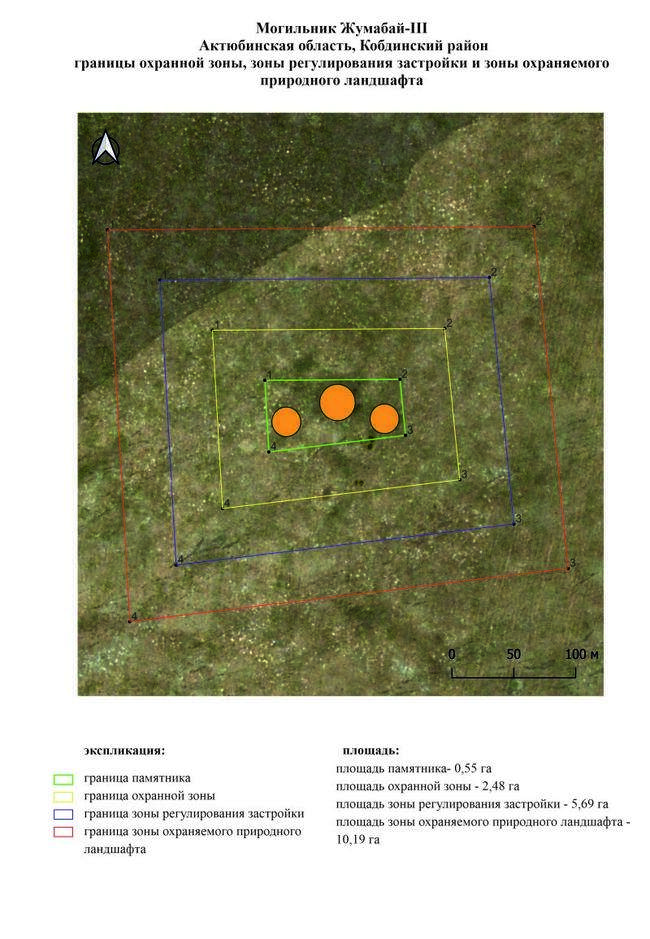 Могильник Жумабай-III
Актюбинская область, Кобдинский район
границы охранной зоны, зоны регулирования застройки и зоны охраняемого
природного ландшафта
2
2
1
2
1
2
3
4
3
4
3
4
3
4
0 50 100 м
экспликация:
граница памятника
граница охранной зоны
граница зоны регулирования застройки
граница зоны охраняемого природного
ландшафта
площадь:
площадь памятника- 0,55 га
площадь охранной зоны - 2,48 га
площадь зоны регулирования застройки - 5,69 га
площадь зоны охраняемого природного ландшафта -
10,19 га